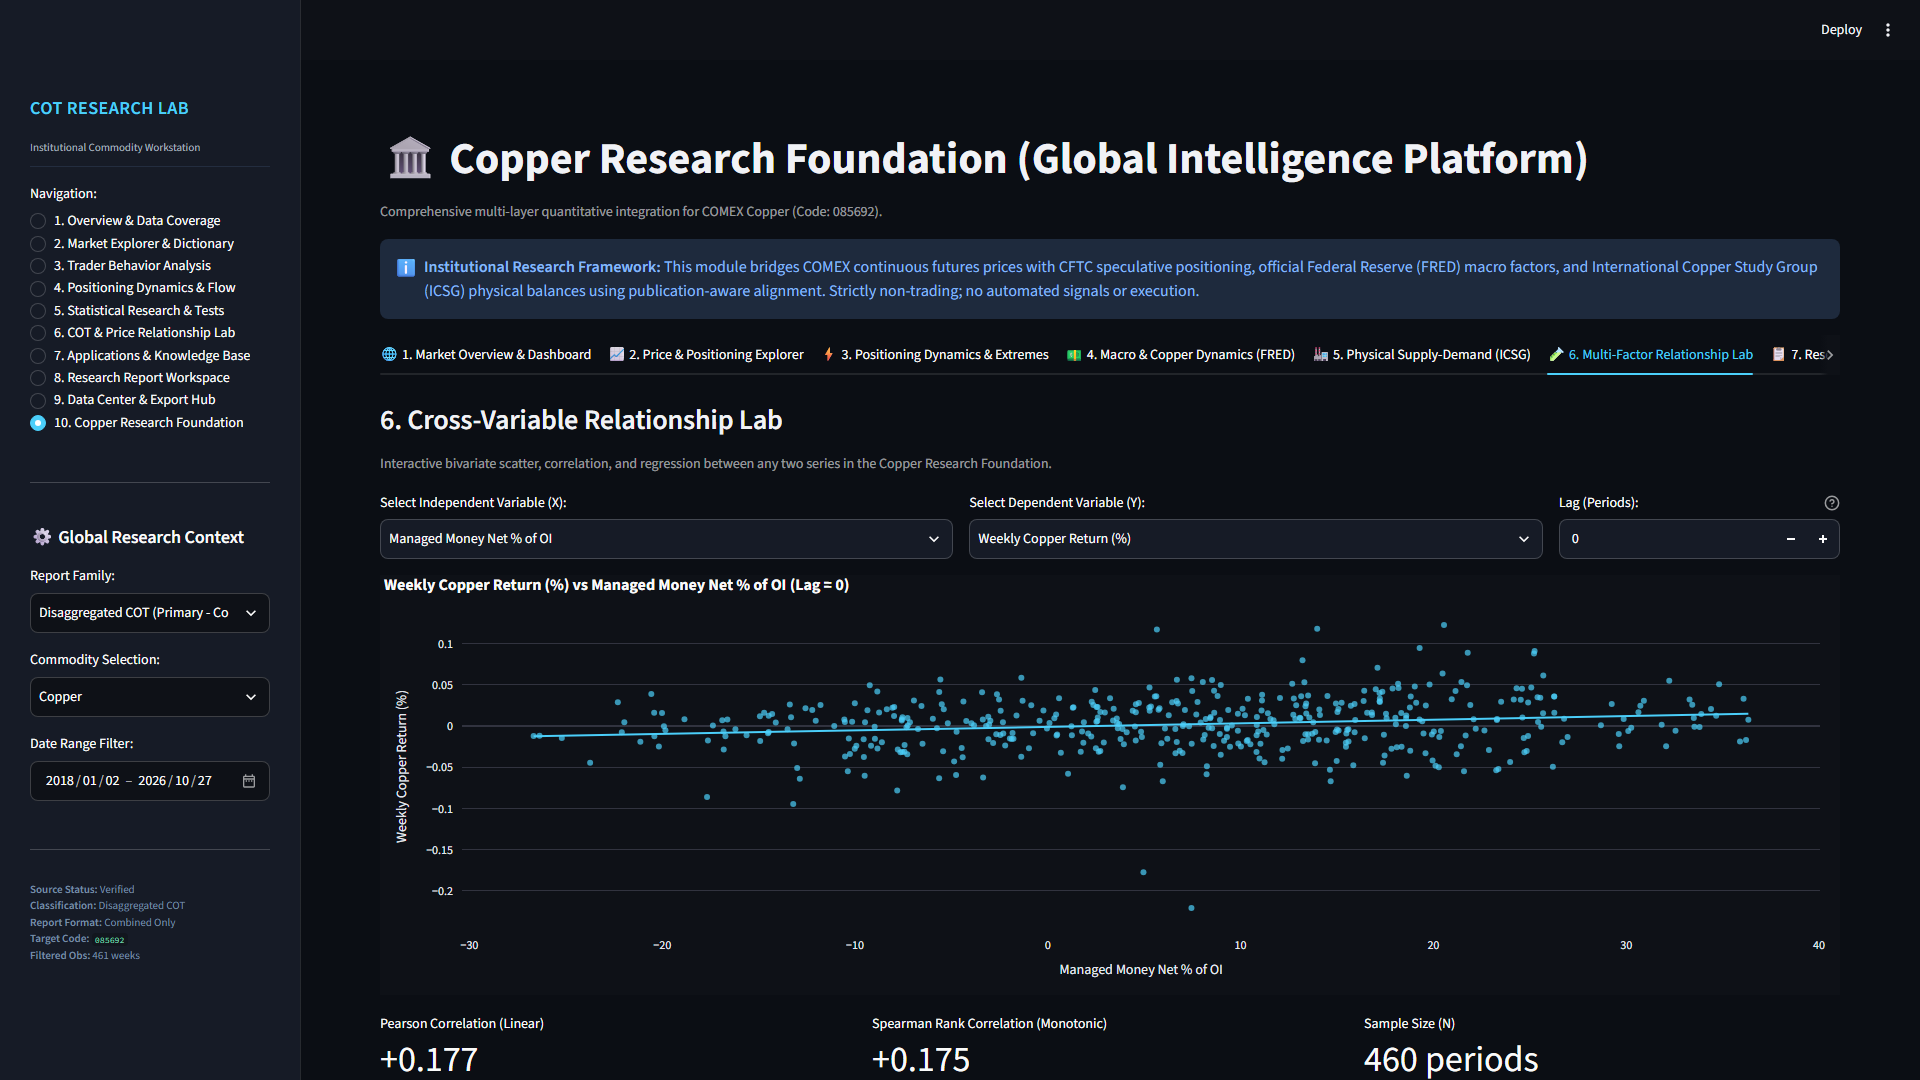 Deploy
COT RESEARCH LAB
Institutional Commodity Workstation
Navigation:
1. Overview & Data Coverage
2. Market Explorer & Dictionary
3. Trader Behavior Analysis
4. Positioning Dynamics & Flow
5. Statistical Research & Tests
6. COT & Price Relationship Lab
7. Applications & Knowledge Base
8. Research Report Workspace
9. Data Center & Export Hub
10. Copper Research Foundation
Global Research Context
Report Family:
Disaggregated COT (Primary - Co
Commodity Selection:
Copper
Date Range Filter:
2018/01/02 – 2026/10/27
Source Status: Verified
Classification: Disaggregated COT
Report Format: Combined Only
Target Code: 085692
Filtered Obs: 461 weeks
Copper Research Foundation (Global Intelligence Platform)
Comprehensive multi-layer quantitative integration for COMEX Copper (Code: 085692).
Institutional Research Framework: This module bridges COMEX continuous futures prices with CFTC speculative positioning, official Federal Reserve (FRED) macro factors, and International Copper Study Group
(ICSG) physical balances using publication-aware alignment. Strictly non-trading; no automated signals or execution.
1. Market Overview & Dashboard 2. Price & Positioning Explorer 3. Positioning Dynamics & Extremes 4. Macro & Copper Dynamics (FRED) 5. Physical Supply-Demand (ICSG) 6. Multi-Factor Relationship Lab 7. Res
6. Cross-Variable Relationship Lab
Interactive bivariate scatter, correlation, and regression between any two series in the Copper Research Foundation.
Select Independent Variable (X): Select Dependent Variable (Y): Lag (Periods):
Managed Money Net % of OI Weekly Copper Return (%) 0
Weekly Copper Return (%) vs Managed Money Net % of OI (Lag = 0)
Weekly Copper Return (%)
0.1
0.05
0
−0.05
−0.1
−0.15
−0.2
−30 −20 −10 0 10 20 30 40
Managed Money Net % of OI
Pearson Correlation (Linear) Spearman Rank Correlation (Monotonic) Sample Size (N)
+0.177 +0.175 460 periods